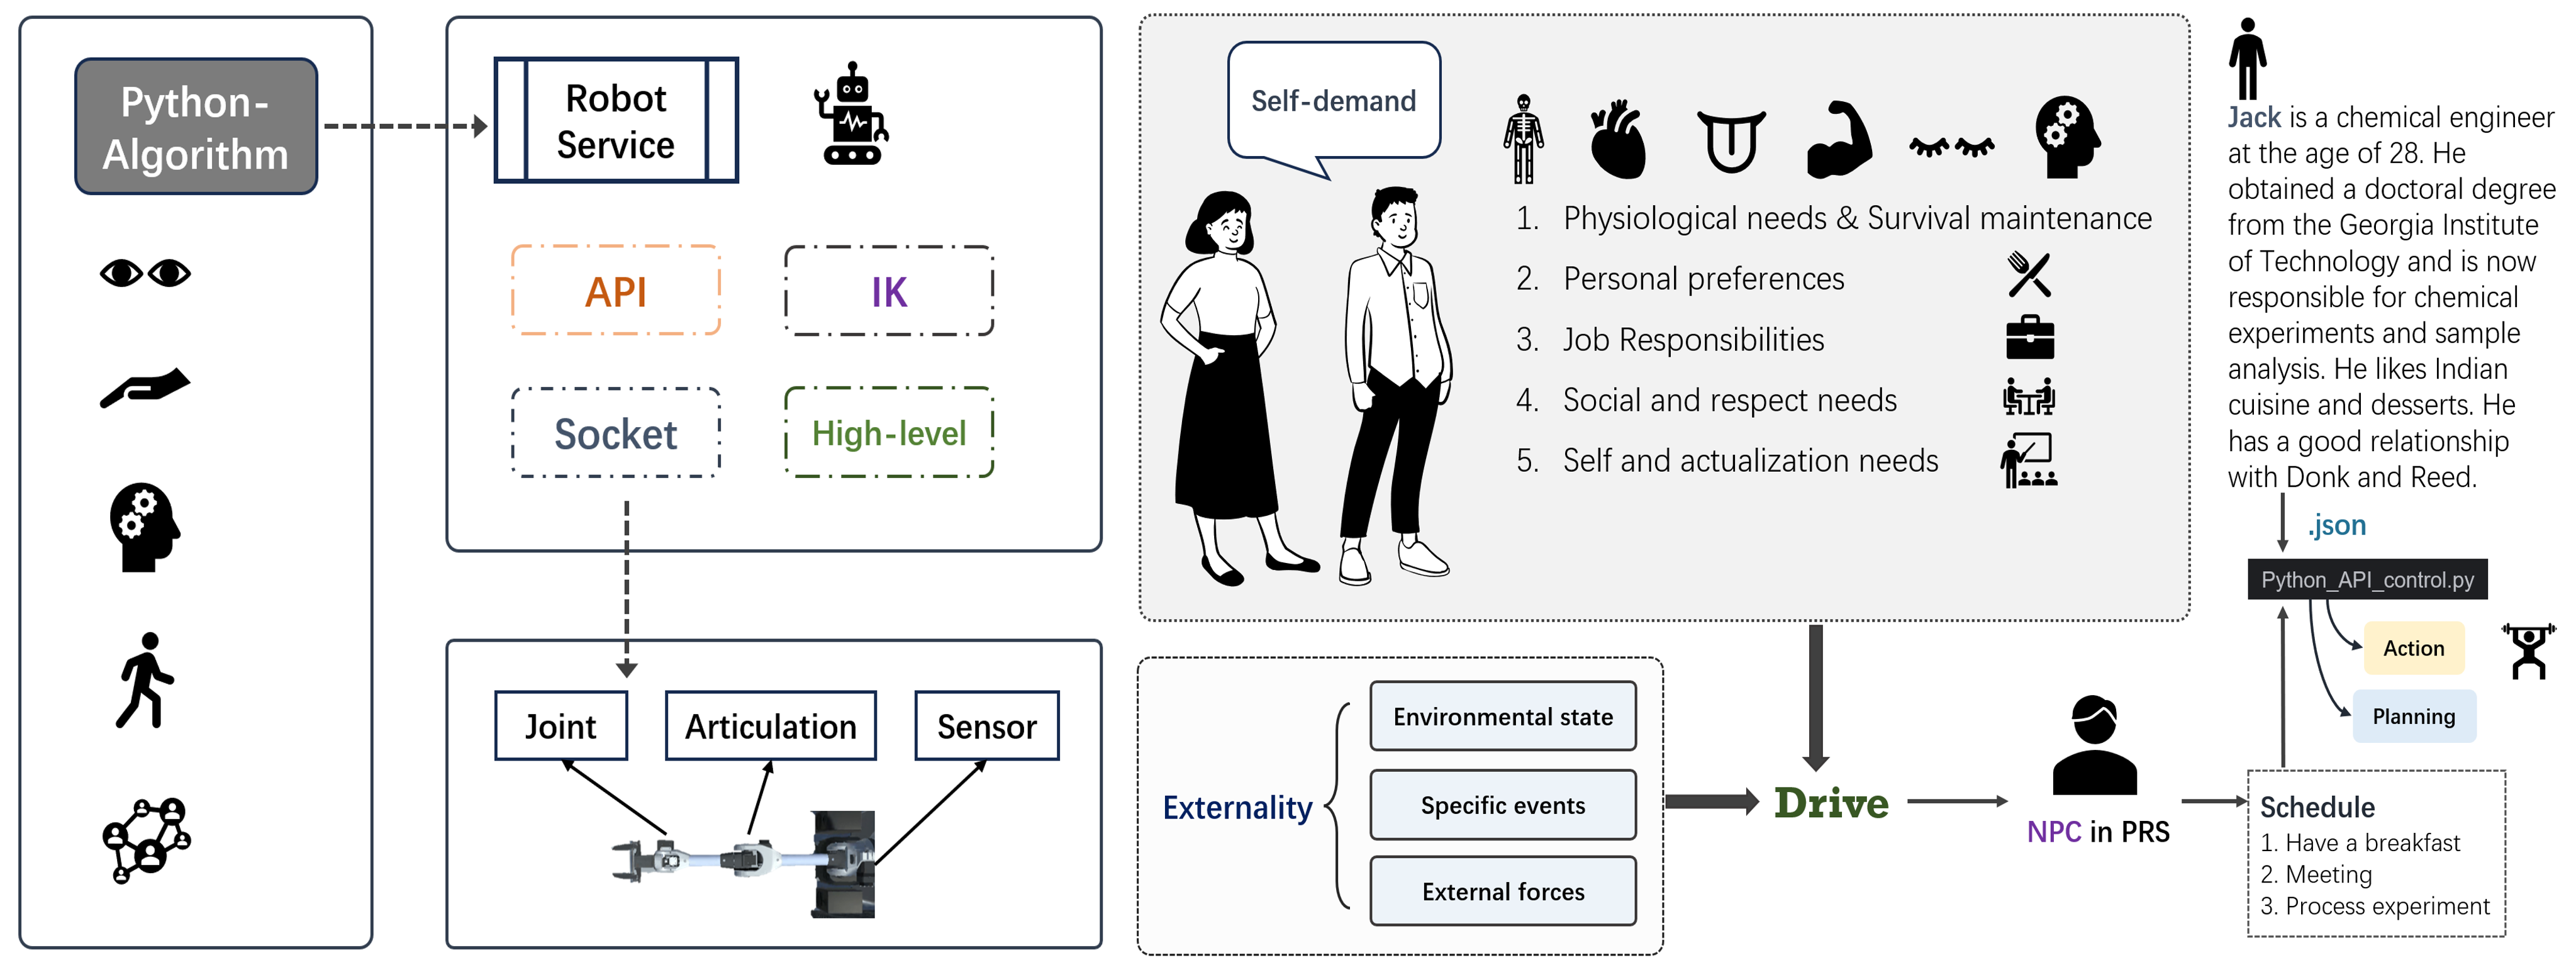 Python-
Algorithm
Robot
Service
API
IK
Socket
High-level
Joint
Articulation
Sensor
Self-demand
1. Physiological needs & Survival maintenance
2. Personal preferences
3. Job Responsibilities
4. Social and respect needs
5. Self and actualization needs
Externality
Environmental state
Specific events
External forces
Drive
NPC in PRS
Jack is a chemical engineer
at the age of 28. He
obtained a doctoral degree
from the Georgia Institute
of Technology and is now
responsible for chemical
experiments and sample
analysis. He likes Indian
cuisine and desserts. He
has a good relationship
with Donk and Reed.
.json
Python_API_control.py
Action
Planning
Schedule
1. Have a breakfast
2. Meeting
3. Process experiment